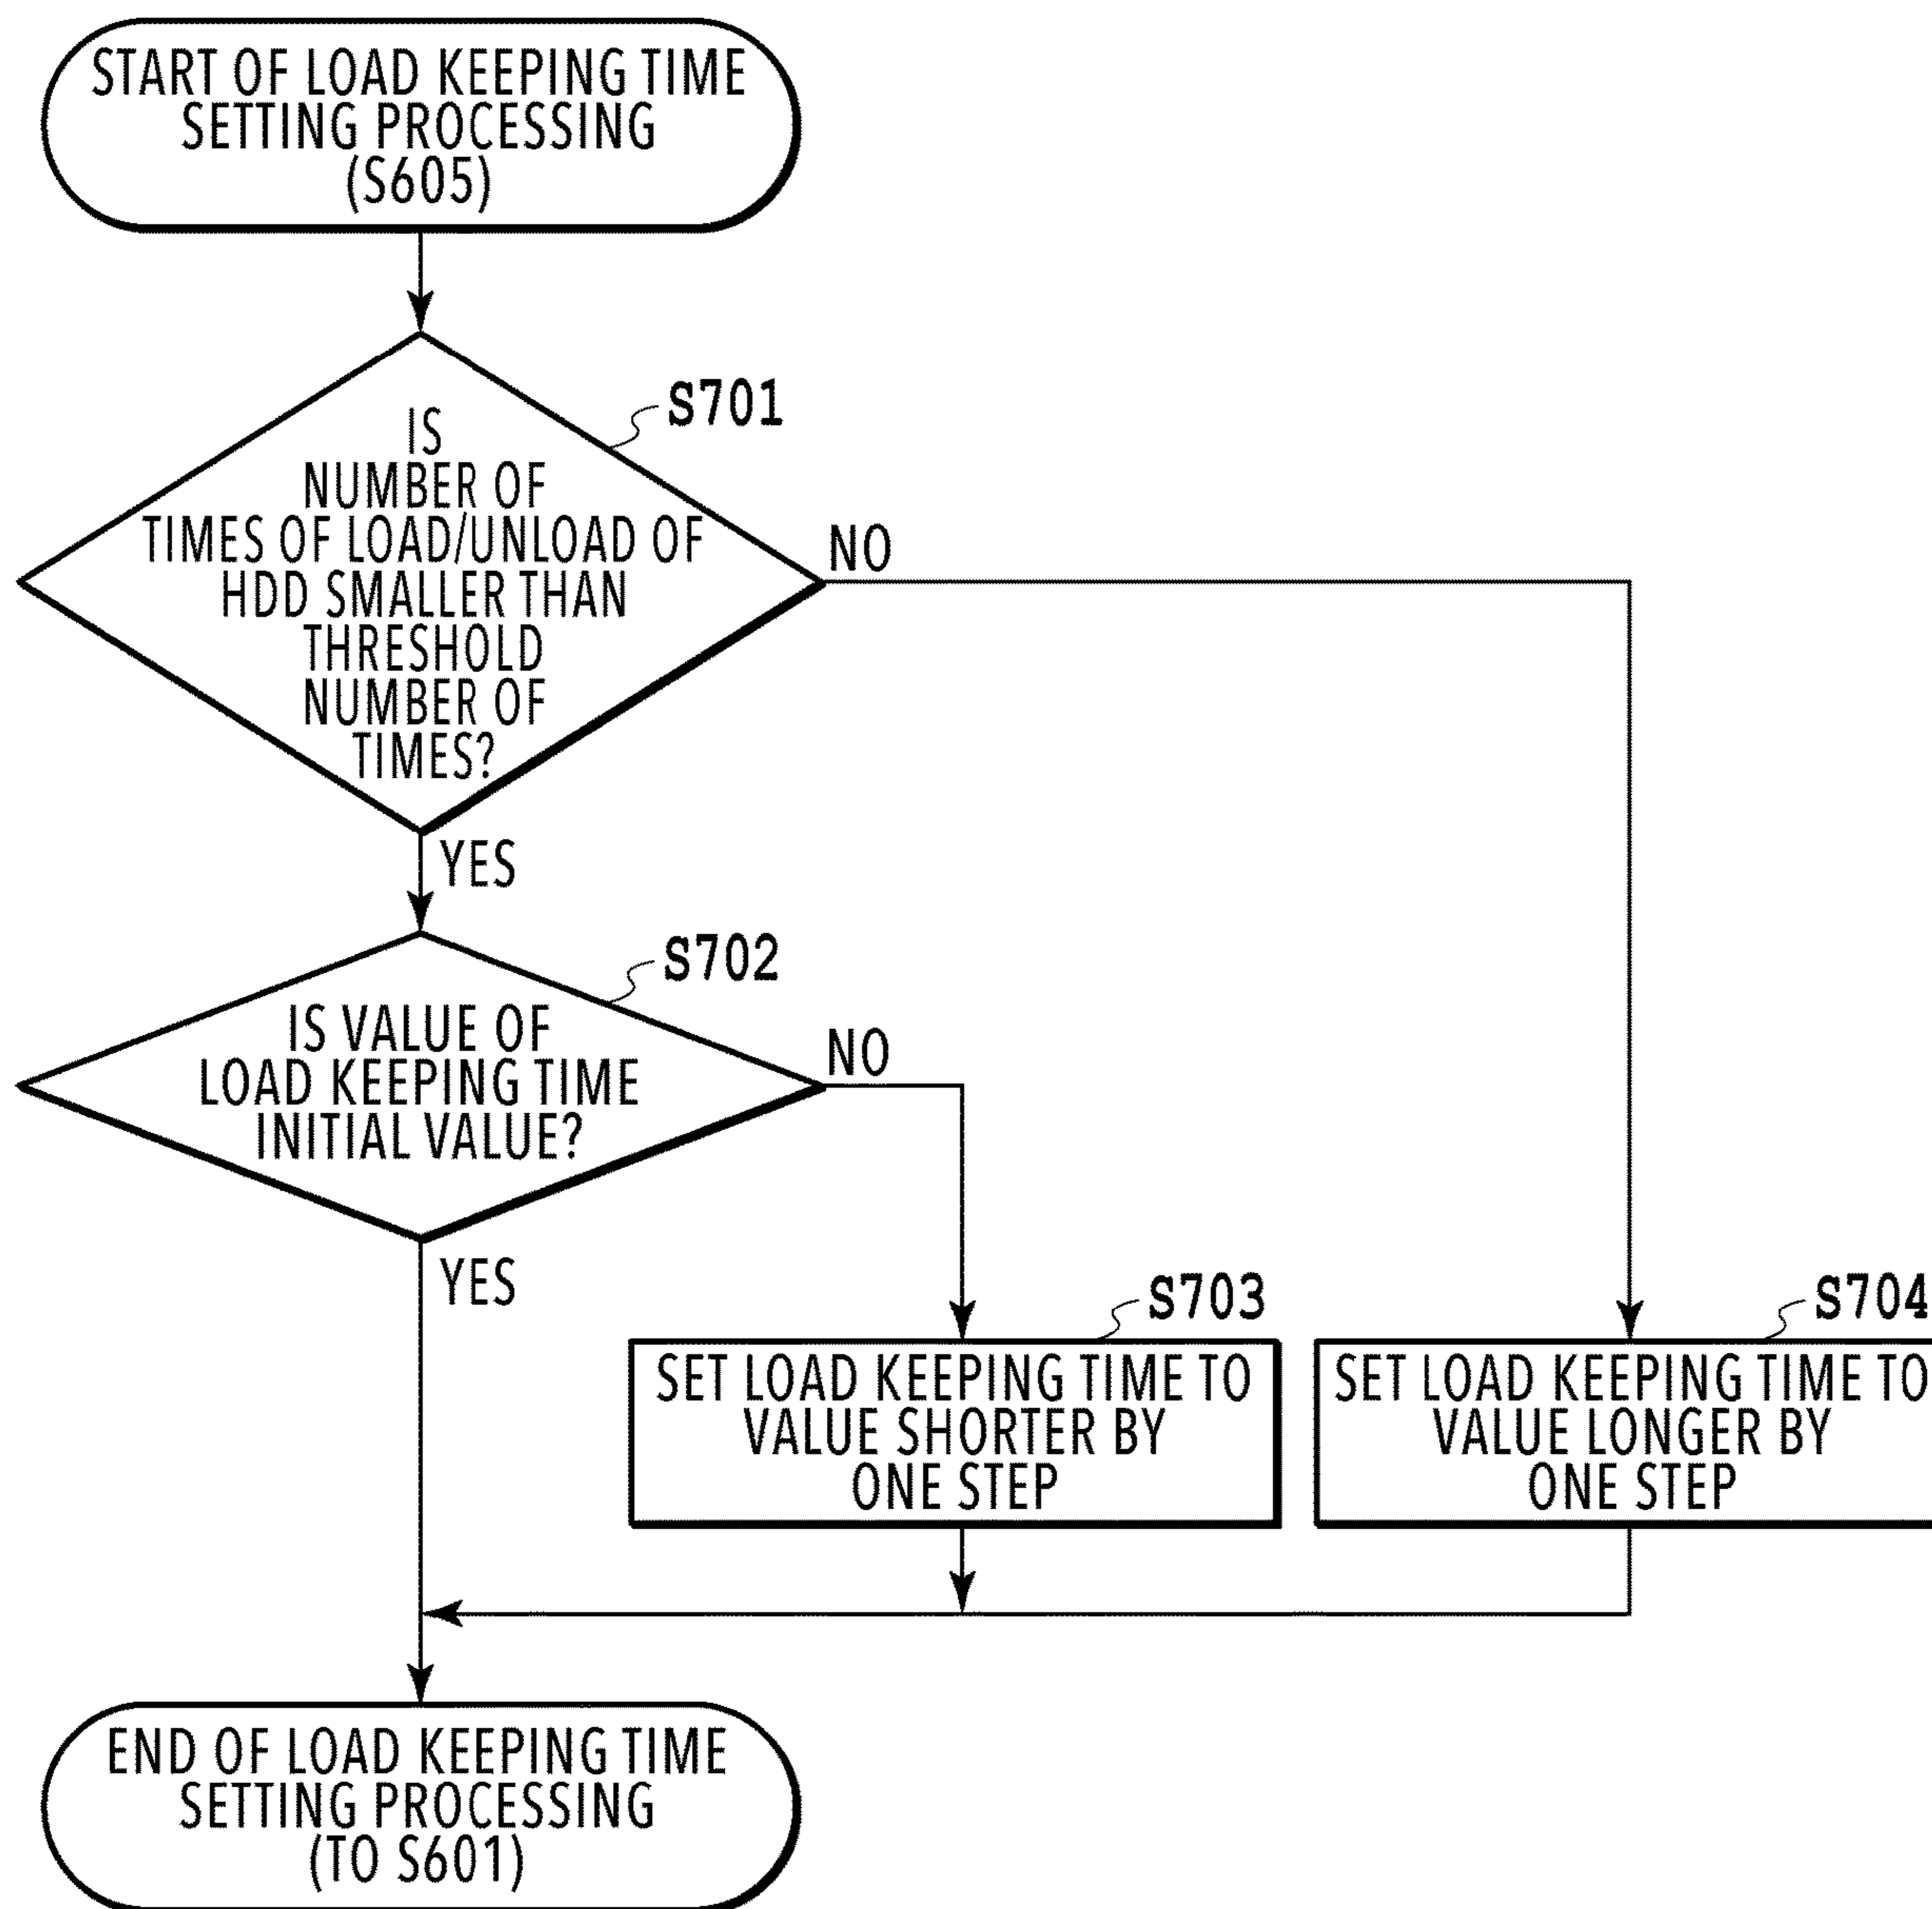 START OF LOAD KEEPING TIME
SETTING PROCESSING
(S605)
S701
IS
NUMBER OF
TIMES OF LOAD/UNLOAD OF
HDD SMALLER THAN
THRESHOLD
NUMBER OF
TIMES?
NO
YES
S702
IS VALUE OF
LOAD KEEPING TIME
INITIAL VALUE?
NO
YES
S703
SET LOAD KEEPING TIME TO
VALUE SHORTER BY
ONE STEP
S704
SET LOAD KEEPING TIME TO
VALUE LONGER BY
ONE STEP
END OF LOAD KEEPING TIME
SETTING PROCESSING
(TO S601)